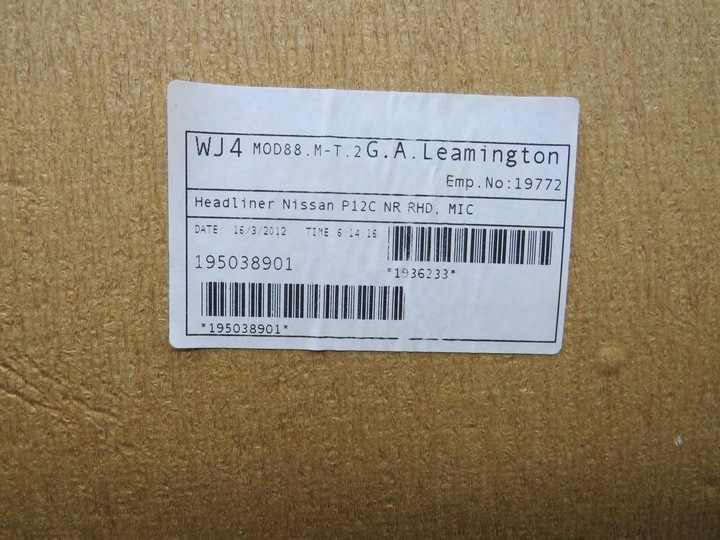 WJ4 MOD88.M-T.2 G.A.Leamington
Emp.No:19772
Headliner Nissan P12C NR RHD, MIC
DATE: 16/3/2012 TIME 6:14:16
195038901
*1936233*
*195038901*